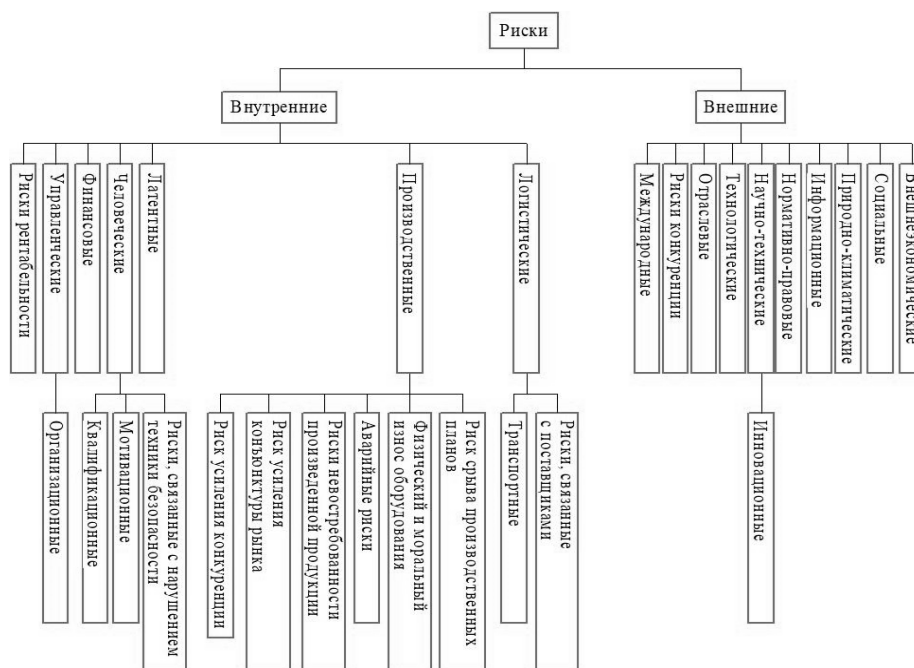 Риски
Внутренние
Внешние
Риски рентабельности
Управленческие
Финансовые
Человеческие
Латентные
Производственные
Логистические
Международные
Риски конкуренции
Отраслевые
Технологические
Научно-технические
Нормативно-правовые
Информационные
Природно-климатические
Социальные
Внешнеэкономические
Организационные
Квалификационные
Мотивационные
Риски, связанные с нарушением
техники безопасности
Риск усиления конкуренции
Риск усиления
конъюнктуры рынка
Риски невостребованности
произведенной продукции
Аварийные риски
Физический и моральный
износ оборудования
Риск срыва производственных
планов
Транспортные
Риски, связанные
с поставщиками
Инновационные